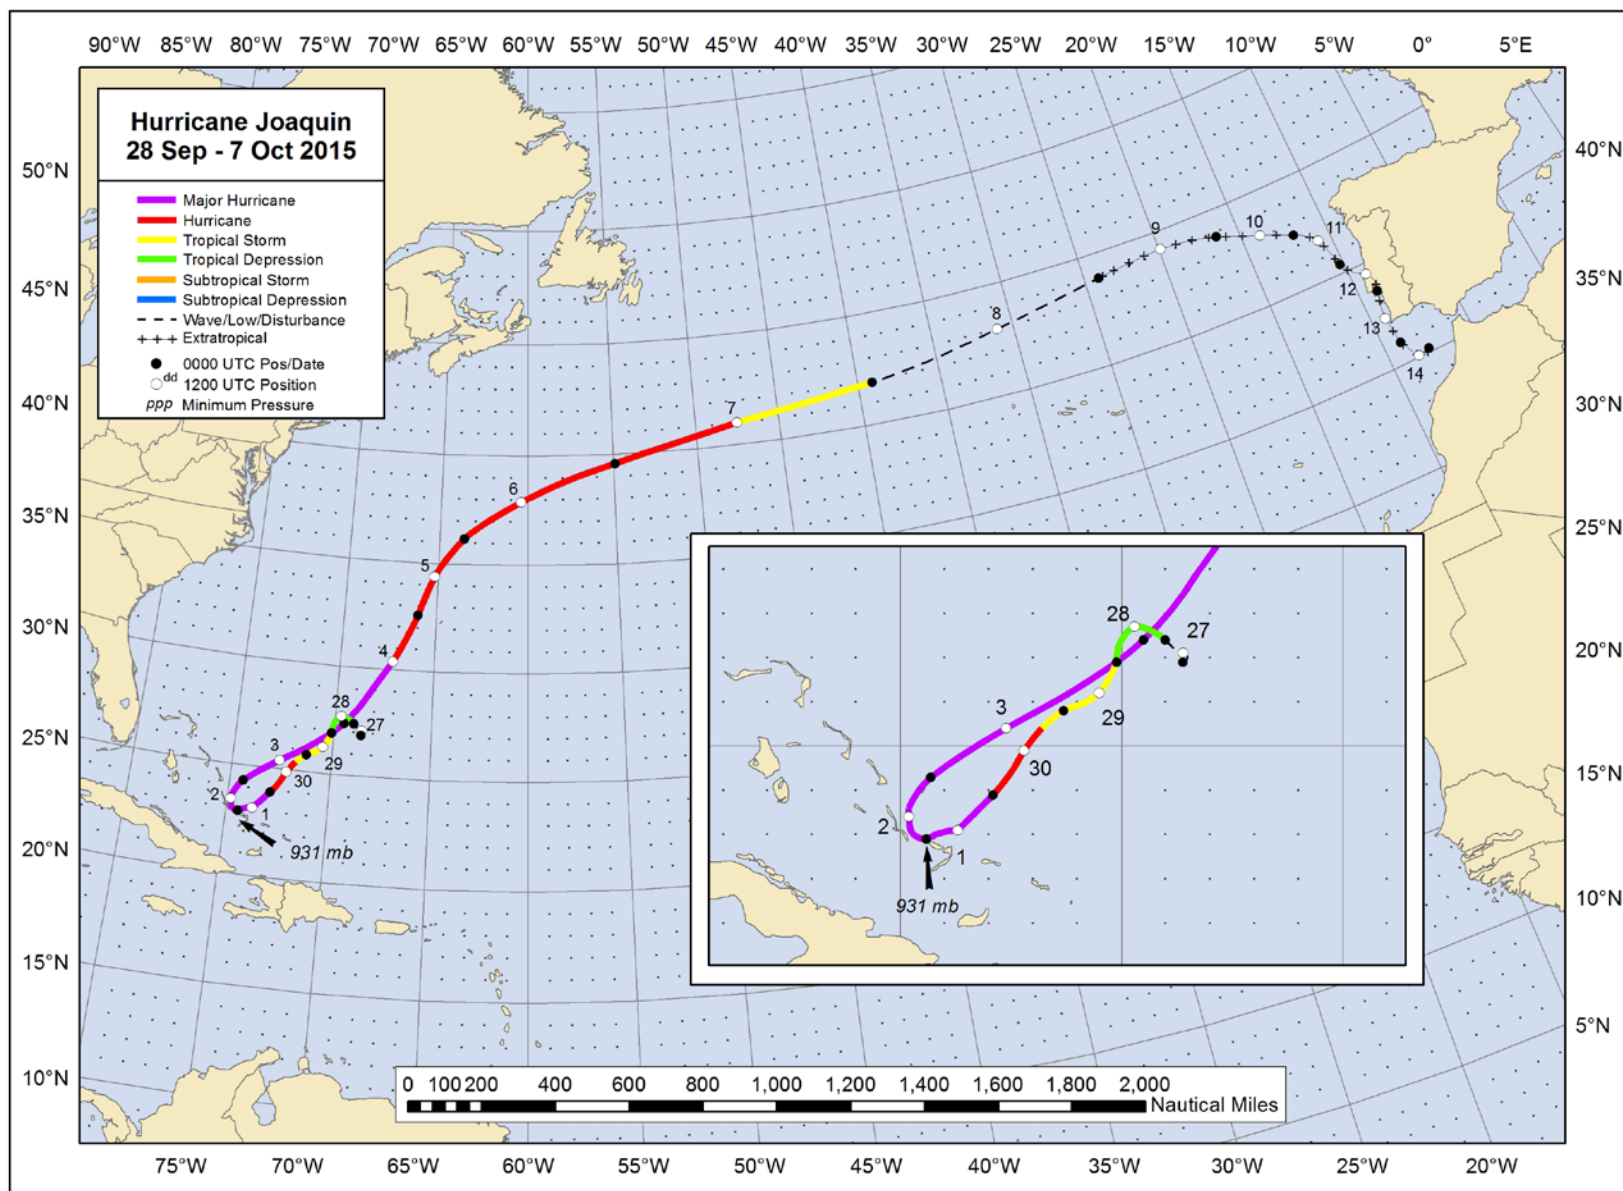 90°W 85°W 80°W 75°W 70°W 65°W 60°W 55°W 50°W 45°W 40°W 35°W 30°W 25°W 20°W 15°W 10°W 5°W 0° 5°E
Hurricane Joaquin
28 Sep - 7 Oct 2015
Major Hurricane
Hurricane
Tropical Storm
Tropical Depression
Subtropical Storm
Subtropical Depression
Wave/Low/Disturbance
Extratropical
0000 UTC Pos/Date
dd 1200 UTC Position
ppp Minimum Pressure
50°N
45°N
40°N
35°N
30°N
25°N
20°N
15°N
10°N
40°N
35°N
30°N
25°N
20°N
15°N
10°N
5°N
9
10
11
12
13
14
8
7
6
5
4
28
27
3
29
30
2
1
931 mb
28
27
3
29
30
2
1
931 mb
0 100 200 400 600 800 1,000 1,200 1,400 1,600 1,800 2,000
Nautical Miles
75°W 70°W 65°W 60°W 55°W 50°W 45°W 40°W 35°W 30°W 25°W 20°W